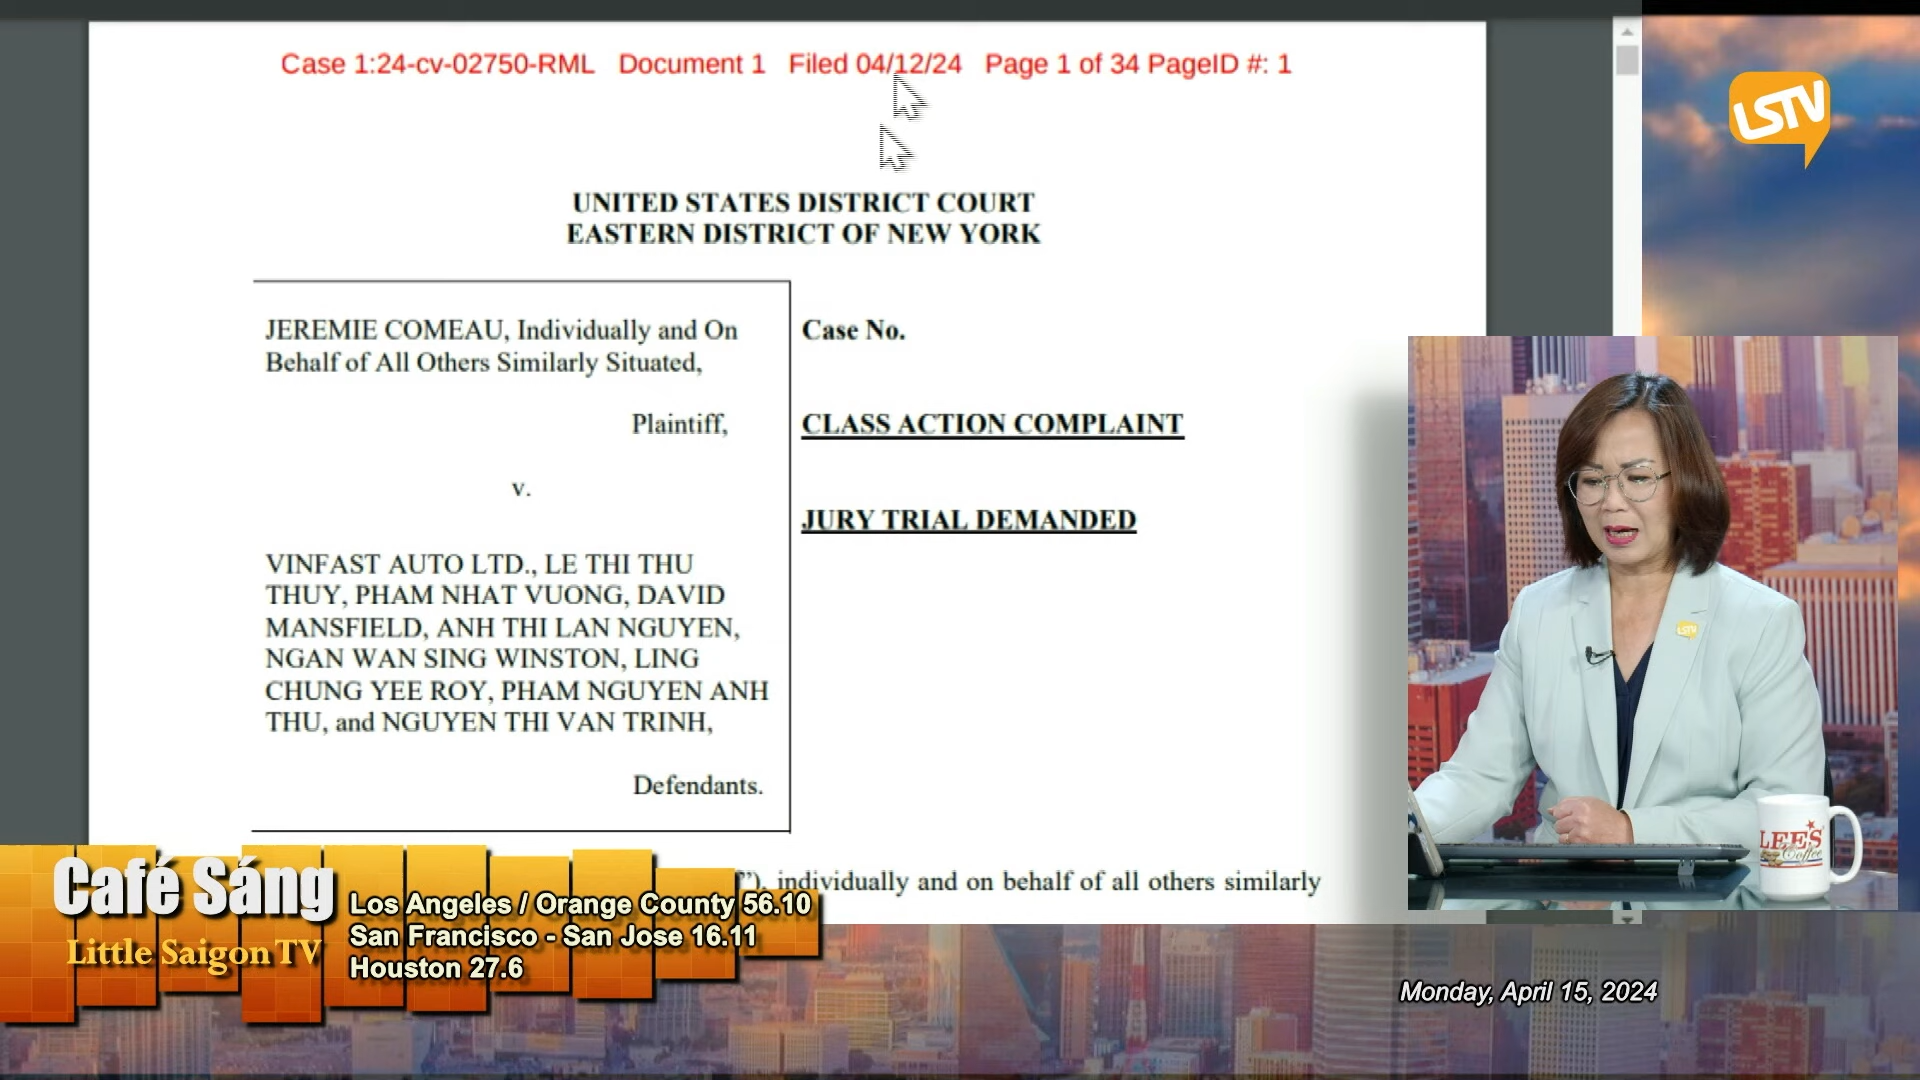 Case 1:24-cv-02750-RML Document 1 Filed 04/12/24 Page 1 of 34 PageID #: 1
LSTV
UNITED STATES DISTRICT COURT
EASTERN DISTRICT OF NEW YORK
JEREMIE COMEAU, Individually and On
Behalf of All Others Similarly Situated,
Plaintiff,
v.
VINFAST AUTO LTD., LE THI THU
THUY, PHAM NHAT VUONG, DAVID
MANSFIELD, ANH THI LAN NGUYEN,
NGAN WAN SING WINSTON, LING
CHUNG YEE ROY, PHAM NGUYEN ANH
THU, and NGUYEN THI VAN TRINH,
Defendants.
Case No.
CLASS ACTION COMPLAINT
JURY TRIAL DEMANDED
LSTV
LEE'S
Coffee
”), individually and on behalf of all others similarly
Café Sáng
Little Saigon TV
Los Angeles / Orange County 56.10
San Francisco - San Jose 16.11
Houston 27.6
Monday, April 15, 2024